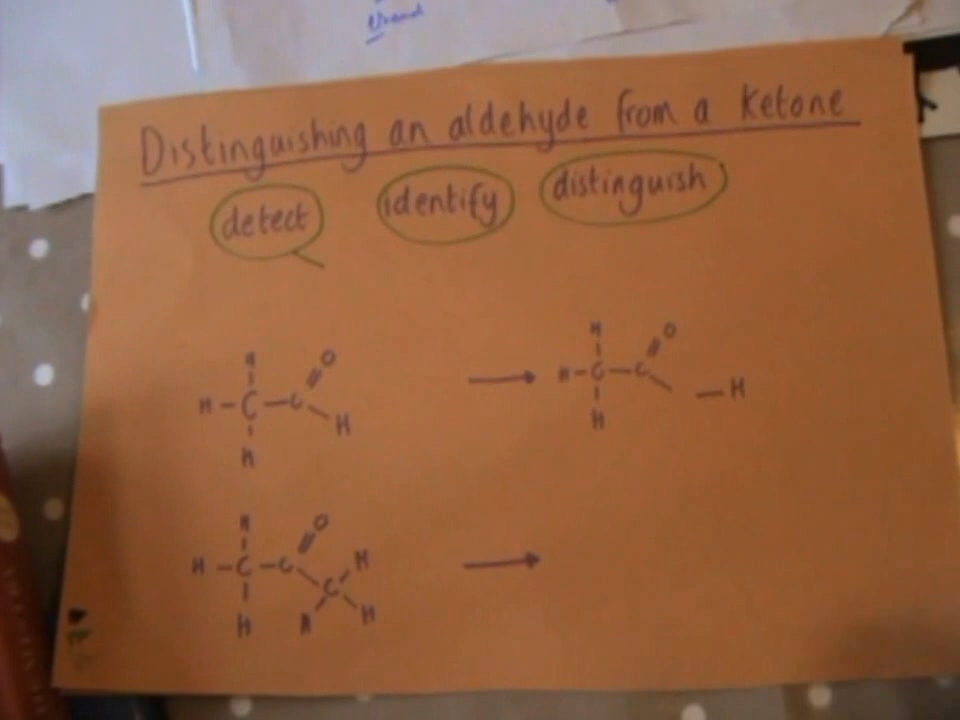 Distinguishing an aldehyde from a ketone
detect identify distinguish
H O H O
H-C-C → H-C-C -H
H H H
H O
H-C-C H →
C
H H H